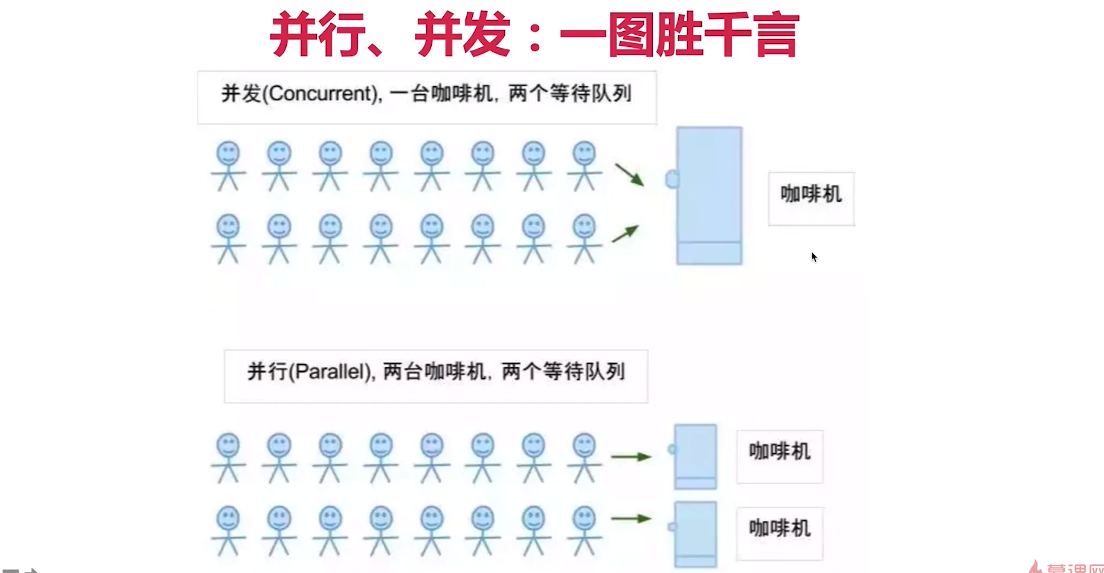 并行、并发：一图胜千言
并发(Concurrent), 一台咖啡机, 两个等待队列
咖啡机
并行(Parallel), 两台咖啡机, 两个等待队列
咖啡机
咖啡机
慕课网